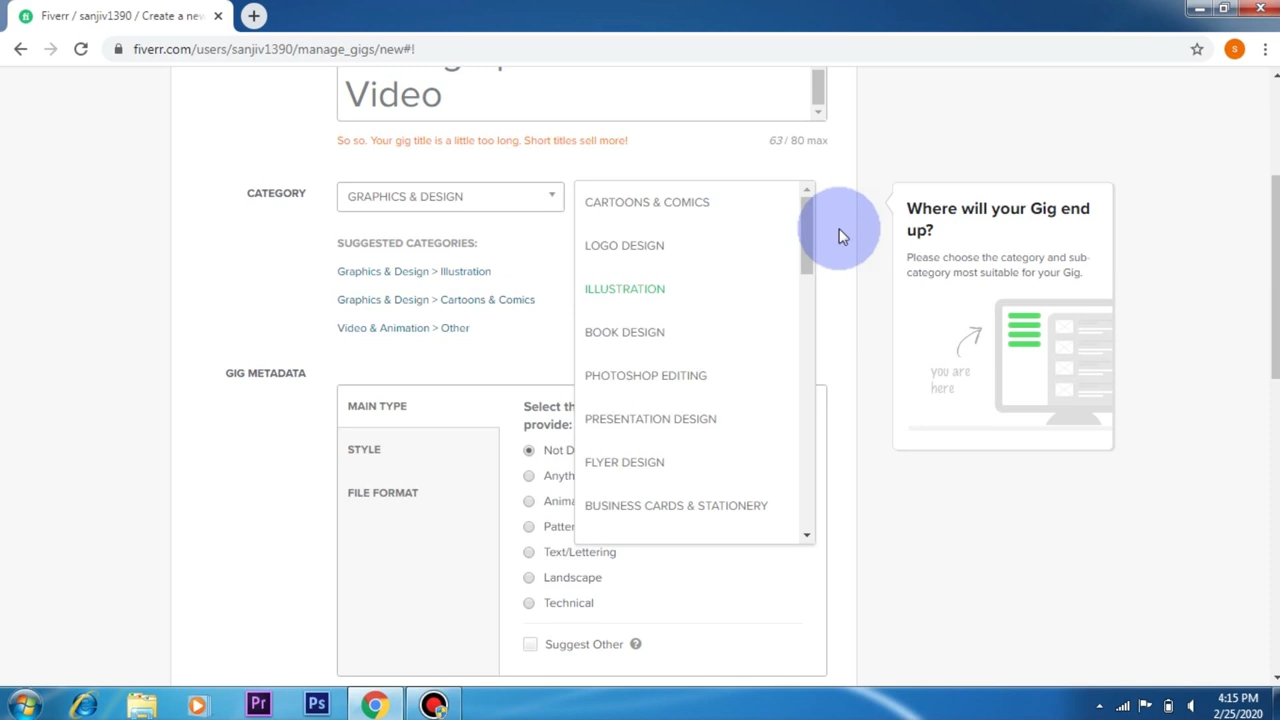 Fiverr / sanjiv1390 / Create a new
fiverr.com/users/sanjiv1390/manage_gigs/new#!
S
Video
So so. Your gig title is a little too long. Short titles sell more!
63 / 80 max
CATEGORY
GRAPHICS & DESIGN
SUGGESTED CATEGORIES:
Graphics & Design > Illustration
Graphics & Design > Cartoons & Comics
Video & Animation > Other
CARTOONS & COMICS
LOGO DESIGN
ILLUSTRATION
BOOK DESIGN
PHOTOSHOP EDITING
PRESENTATION DESIGN
FLYER DESIGN
BUSINESS CARDS & STATIONERY
Where will your Gig end
up?
Please choose the category and sub-
category most suitable for your Gig.
you are
here
GIG METADATA
MAIN TYPE
STYLE
FILE FORMAT
Select th
provide:
Not D
Anyth
Anima
Patter
Text/Lettering
Landscape
Technical
Suggest Other
Pr
Ps
4:15 PM
2/25/2020